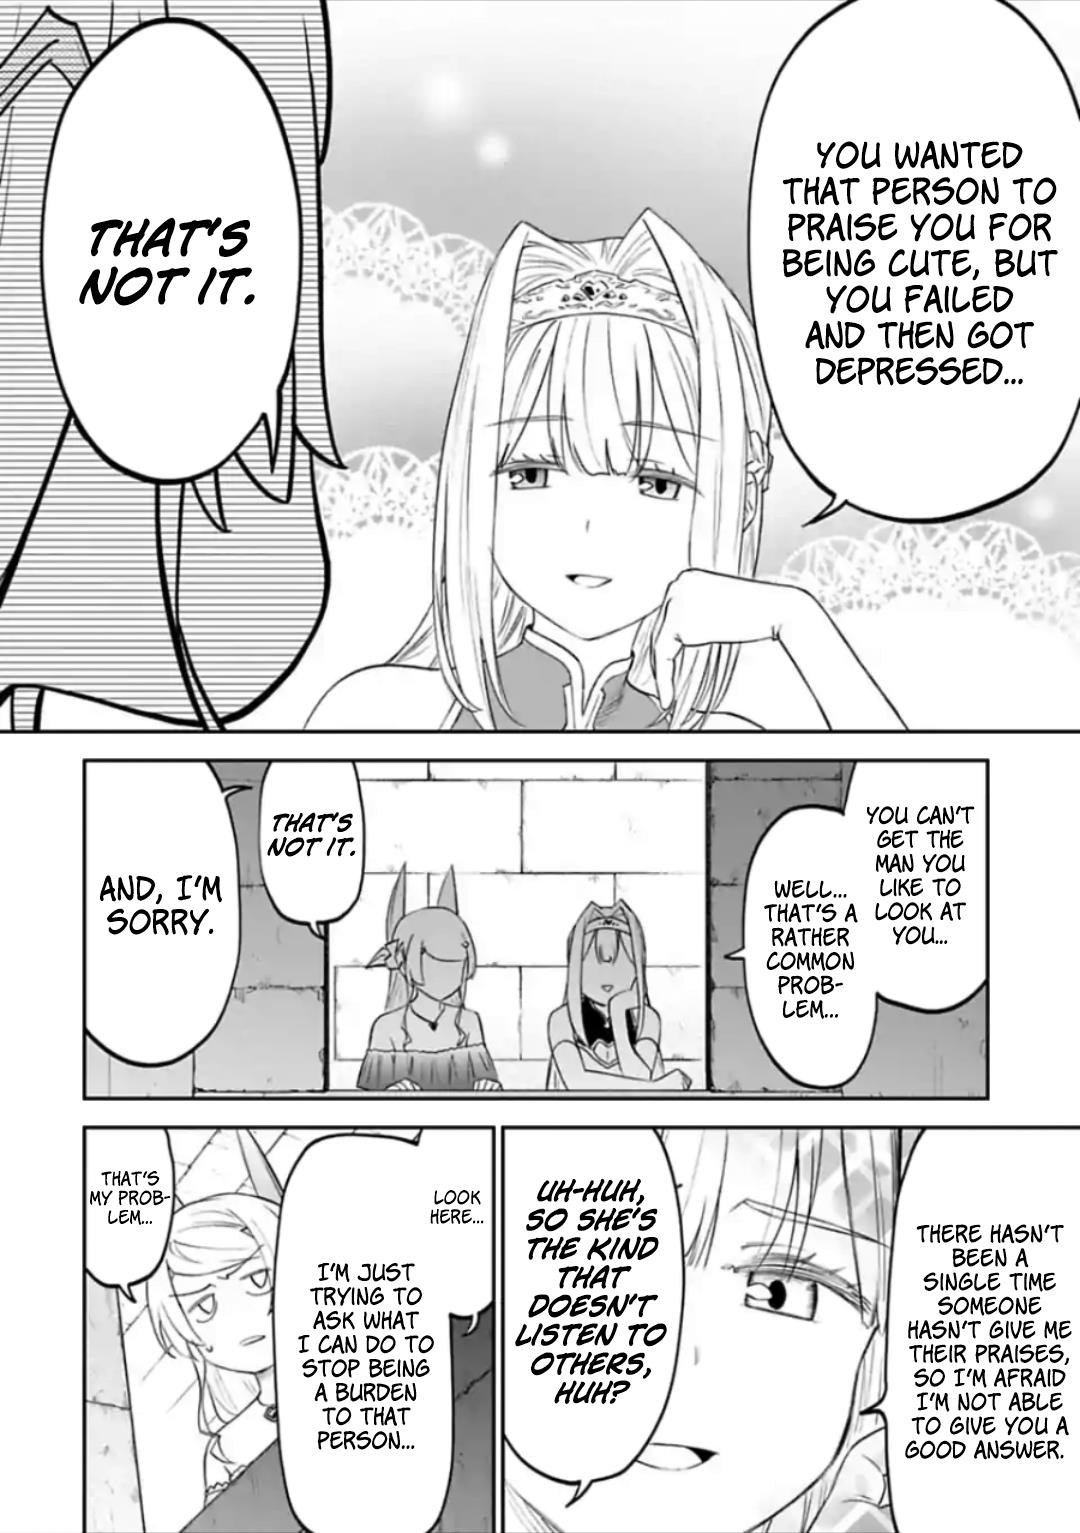 YOU WANTED
THAT PERSON TO
PRAISE YOU FOR
BEING CUTE, BUT
YOU FAILED
AND THEN GOT
DEPRESSED...
THAT'S
NOT IT.
YOU CAN'T
GET THE
MAN YOU
LIKE TO
LOOK AT
YOU...
WELL...
THAT'S A
RATHER
COMMON
PROB-
LEM...
THAT'S
NOT IT.
AND, I'M
SORRY.
THERE HASN'T
BEEN A
SINGLE TIME
SOMEONE
HASN'T GIVE ME
THEIR PRAISES,
SO I'M AFRAID
I'M NOT ABLE
TO GIVE YOU A
GOOD ANSWER.
UH-HUH,
SO SHE'S
THE KIND
THAT
DOESN'T
LISTEN TO
OTHERS,
HUH?
LOOK
HERE...
I'M JUST
TRYING TO
ASK WHAT
I CAN DO TO
STOP BEING
A BURDEN
TO THAT
PERSON...
THAT'S
MY PROB-
LEM...